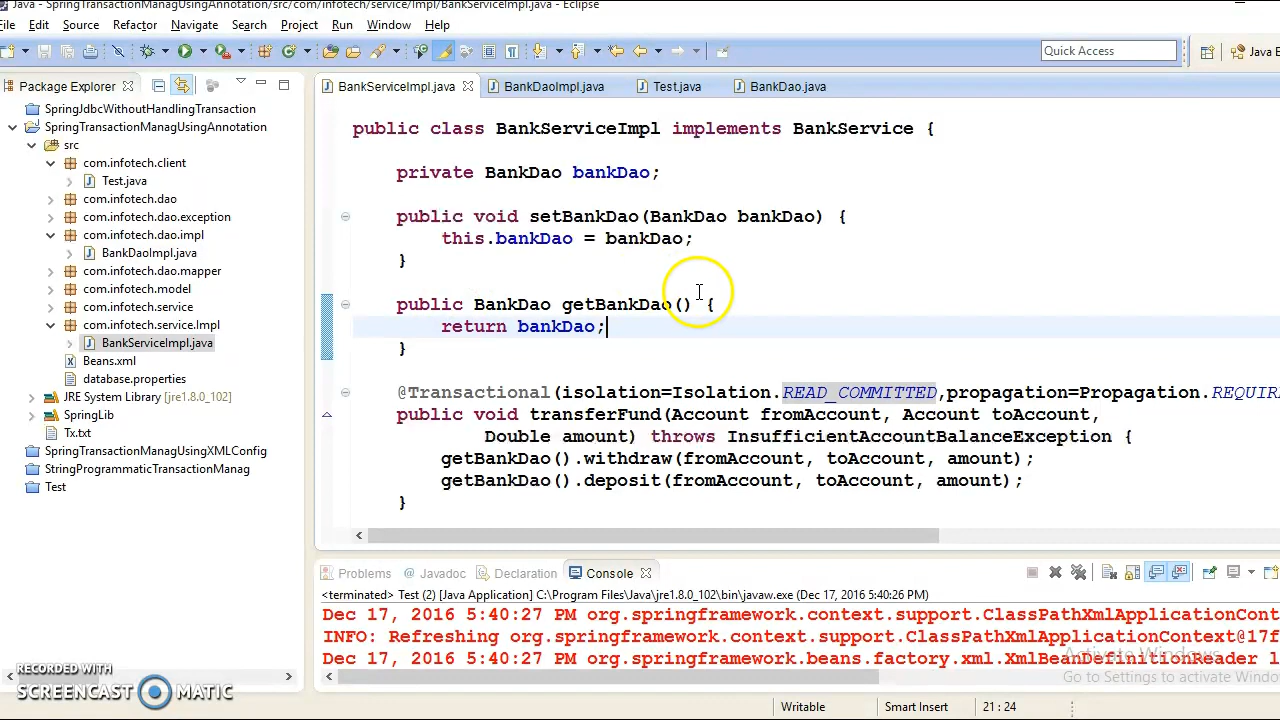 Java - SpringTransactionManagUsingAnnotation/src/com/infotech/service/Impl/BankServiceImpl.java - Eclipse
File Edit Source Refactor Navigate Search Project Run Window Help
Quick Access
Java E
Package Explorer
BankServiceImpl.java BankDaoImpl.java Test.java BankDao.java
SpringJdbcWithoutHandlingTransaction
SpringTransactionManagUsingAnnotation
src
com.infotech.client
Test.java
com.infotech.dao
com.infotech.dao.exception
com.infotech.dao.impl
BankDaoImpl.java
com.infotech.dao.mapper
com.infotech.model
com.infotech.service
com.infotech.service.Impl
BankServiceImpl.java
Beans.xml
database.properties
JRE System Library [jre1.8.0_102]
SpringLib
Tx.txt
SpringTransactionManagUsingXMLConfig
StringProgrammaticTransactionManag
Test
public class BankServiceImpl implements BankService {
private BankDao bankDao;
public void setBankDao(BankDao bankDao) {
this.bankDao = bankDao;
}
public BankDao getBankDao() {
return bankDao;
}
@Transactional(isolation=Isolation.READ_COMMITTED,propagation=Propagation.REQUIRE
public void transferFund(Account fromAccount, Account toAccount,
Double amount) throws InsufficientAccountBalanceException {
getBankDao().withdraw(fromAccount, toAccount, amount);
getBankDao().deposit(fromAccount, toAccount, amount);
}
Problems @ Javadoc Declaration Console
<terminated> Test (2) [Java Application] C:\Program Files\Java\jre1.8.0_102\bin\javaw.exe (Dec 17, 2016 5:40:26 PM)
Dec 17, 2016 5:40:27 PM org.springframework.context.support.ClassPathXmlApplicationCont
INFO: Refreshing org.springframework.context.support.ClassPathXmlApplicationContext@17f
Dec 17, 2016 5:40:27 PM org.springframework.beans.factory.xml.XmlBeanDefinitionReader l
Activate Windows
Go to Settings to activate Windo
RECORDED WITH
SCREENCAST MATIC
Writable Smart Insert 21 : 24